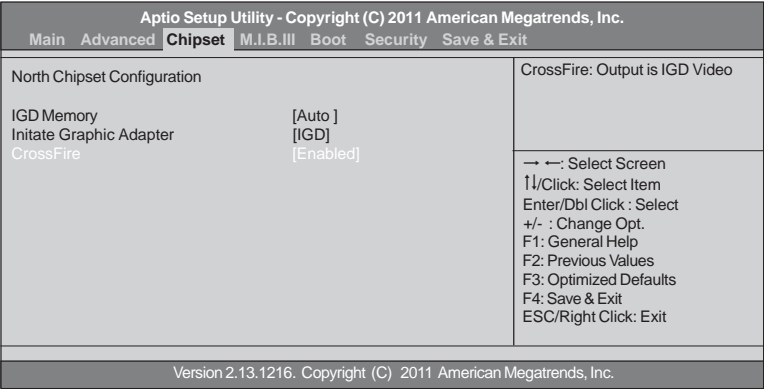 Aptio Setup Utility - Copyright (C) 2011 American Megatrends, Inc.
Main Advanced Chipset M.I.B.III Boot Security Save & Exit
North Chipset Configuration
IGD Memory [Auto ]
Initate Graphic Adapter [IGD]
CrossFire [Enabled]
CrossFire: Output is IGD Video
→ ←: Select Screen
↑↓/Click: Select Item
Enter/Dbl Click : Select
+/- : Change Opt.
F1: General Help
F2: Previous Values
F3: Optimized Defaults
F4: Save & Exit
ESC/Right Click: Exit
Version 2.13.1216. Copyright (C) 2011 American Megatrends, Inc.